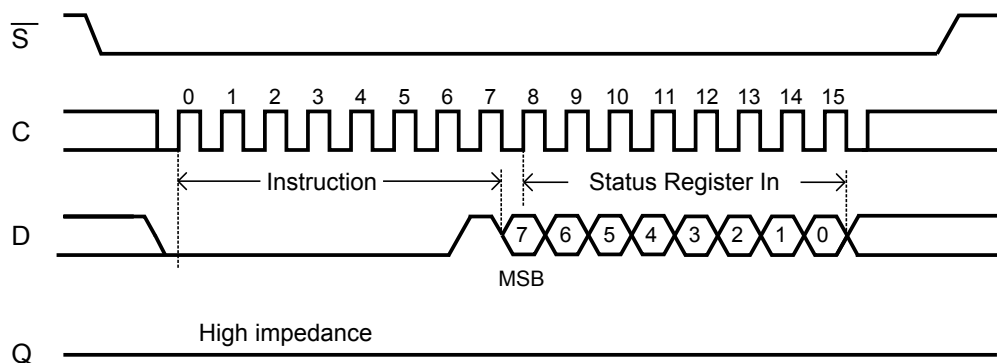 S
0 1 2 3 4 5 6 7 8 9 10 11 12 13 14 15
C
Instruction Status Register In
D 7 6 5 4 3 2 1 0
MSB
High impedance
Q